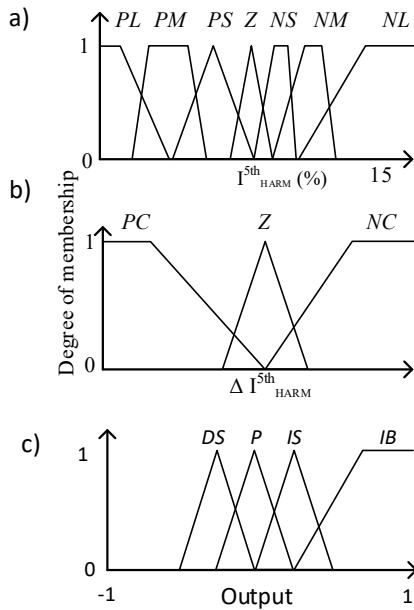 a)
PL PM PS Z NS NM NL
1
0
I5th HARM (%) 15
b)
Degree of membership
PC Z NC
1
0
Δ I5th HARM
c)
DS P IS IB
1
0
-1 Output 1